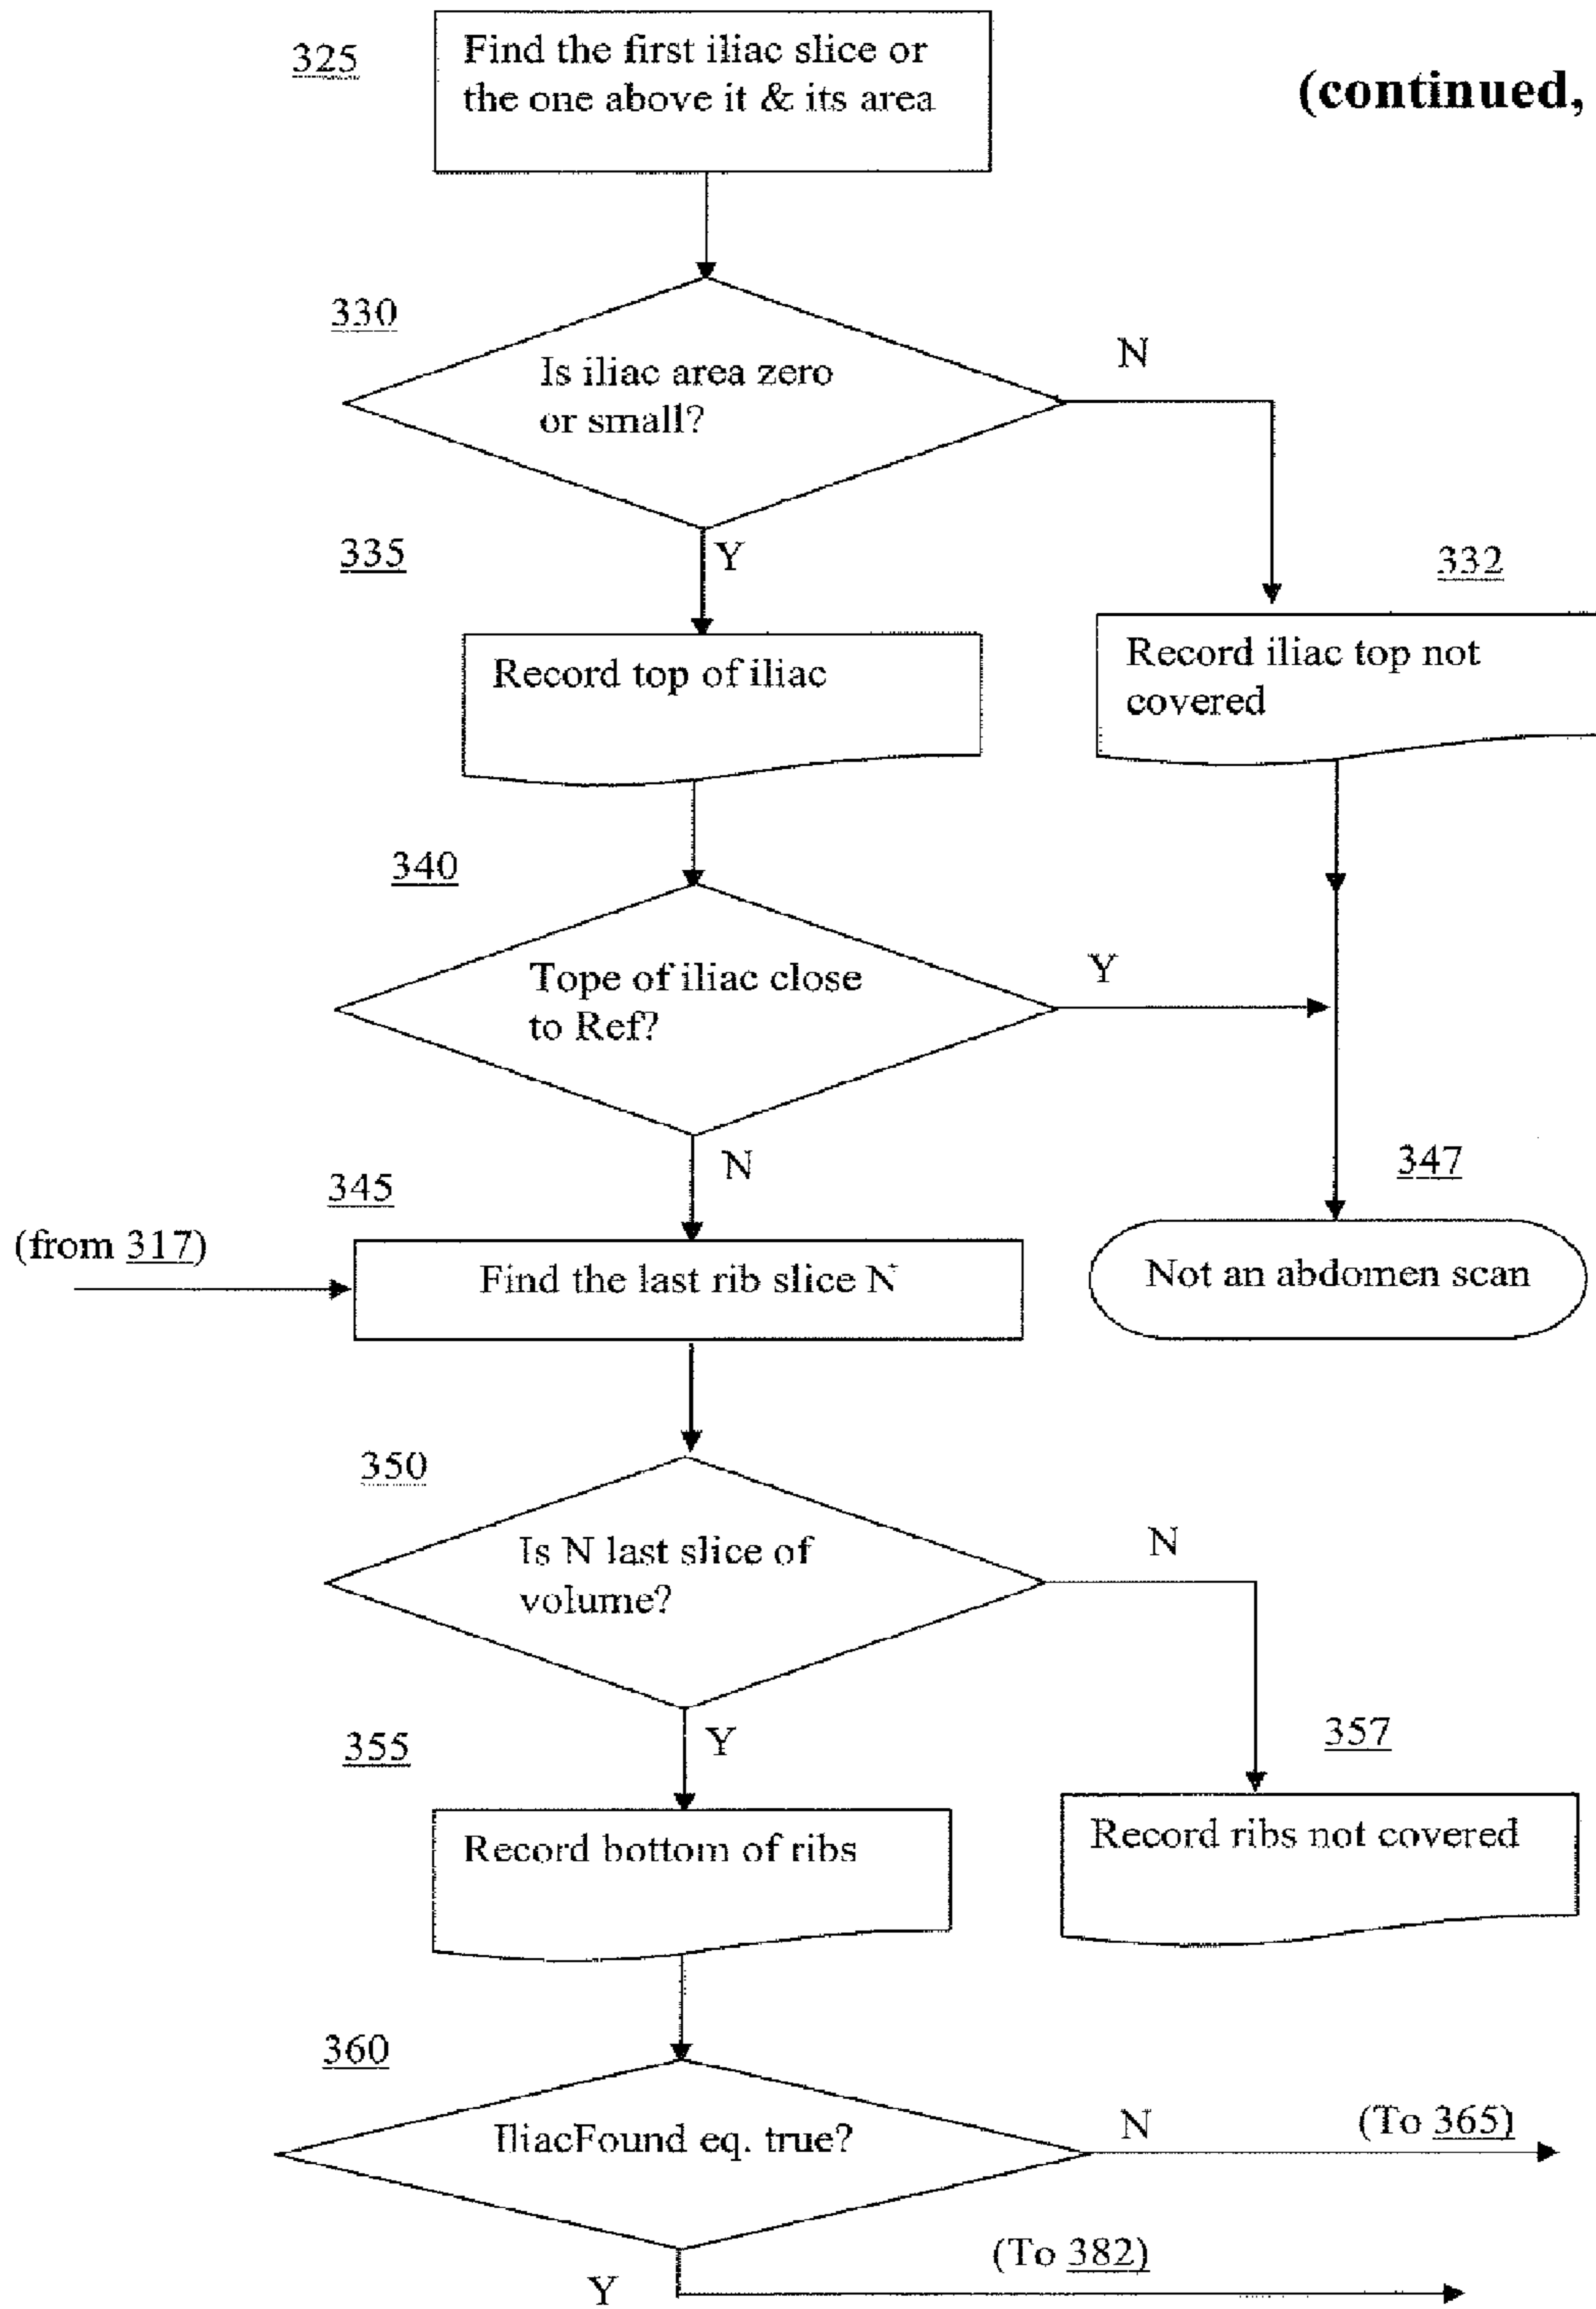 325
Find the first iliac slice or
the one above it & its area
(continued,
330
Is iliac area zero
or small?
N
335
Y
332
Record top of iliac
Record iliac top not
covered
340
Tope of iliac close
to Ref?
Y
N
347
345
(from 317)
Find the last rib slice N
Not an abdomen scan
350
Is N last slice of
volume?
N
355
Y
357
Record bottom of ribs
Record ribs not covered
360
IliacFound eq. true?
N
(To 365)
(To 382)
Y